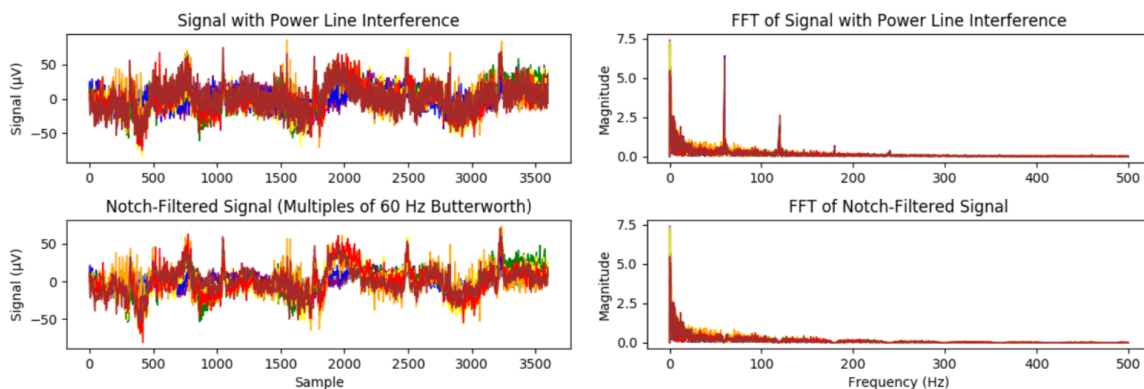 Signal with Power Line Interference
Signal (µV)
50
0
−50
0 500 1000 1500 2000 2500 3000 3500
FFT of Signal with Power Line Interference
Magnitude
7.5
5.0
2.5
0.0
0 100 200 300 400 500
Notch-Filtered Signal (Multiples of 60 Hz Butterworth)
Signal (µV)
50
0
−50
0 500 1000 1500 2000 2500 3000 3500
Sample
FFT of Notch-Filtered Signal
Magnitude
7.5
5.0
2.5
0.0
0 100 200 300 400 500
Frequency (Hz)